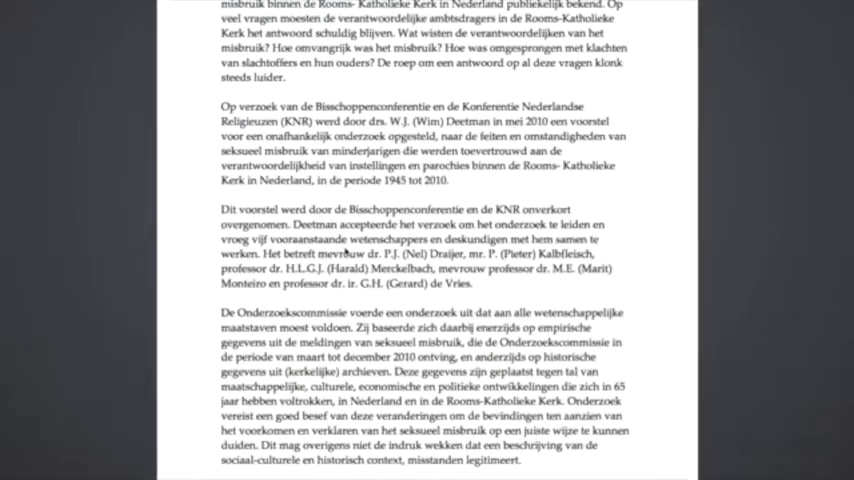 misbruik binnen de Rooms- Katholieke Kerk in Nederland publiekelijk bekend. Op
veel vragen moesten de verantwoordelijke ambtsdragers in de Rooms-Katholieke
Kerk het antwoord schuldig blijven. Wat wisten de verantwoordelijken van het
misbruik? Hoe omvangrijk was het misbruik? Hoe was omgesprongen met klachten
van slachtoffers en hun ouders? De roep om een antwoord op al deze vragen klonk
steeds luider.
Op verzoek van de Bisschoppenconferentie en de Konferentie Nederlandse
Religieuzen (KNR) werd door drs. W.J. (Wim) Deetman in mei 2010 een voorstel
voor een onafhankelijk onderzoek opgesteld, naar de feiten en omstandigheden van
seksueel misbruik van minderjarigen die werden toevertrouwd aan de
verantwoordelijkheid van instellingen en parochies binnen de Rooms- Katholieke
Kerk in Nederland, in de periode 1945 tot 2010.
Dit voorstel werd door de Bisschoppenconferentie en de KNR onverkort
overgenomen. Deetman accepteerde het verzoek om het onderzoek te leiden en
vroeg vijf vooraanstaande wetenschappers en deskundigen met hem samen te
werken. Het betreft mevrouw dr. P.J. (Nel) Draijer, mr. P. (Pieter) Kalbfleisch,
professor dr. H.L.G.J. (Harald) Merckelbach, mevrouw professor dr. M.E. (Marit)
Monteiro en professor dr. ir. G.H. (Gerard) de Vries.
De Onderzoekscommissie voerde een onderzoek uit dat aan alle wetenschappelijke
maatstaven moest voldoen. Zij baseerde zich daarbij enerzijds op empirische
gegevens uit de meldingen van seksueel misbruik, die de Onderzoekscommissie in
de periode van maart tot december 2010 ontving, en anderzijds op historische
gegevens uit (kerkelijke) archieven. Deze gegevens zijn geplaatst tegen tal van
maatschappelijke, culturele, economische en politieke ontwikkelingen die zich in 65
jaar hebben voltrokken, in Nederland en in de Rooms-Katholieke Kerk. Onderzoek
vereist een goed besef van deze veranderingen om de bevindingen ten aanzien van
het voorkomen en verklaren van het seksueel misbruik op een juiste wijze te kunnen
duiden. Dit mag overigens niet de indruk wekken dat een beschrijving van de
sociaal-culturele en historisch context, misstanden legitimeert.